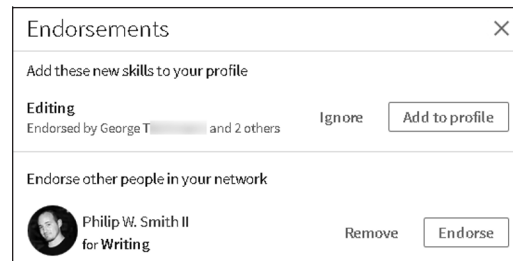 Endorsements
Add these new skills to your profile
Editing
Endorsed by George T and 2 others
Ignore
Add to profile
Endorse other people in your network
Philip W. Smith II
for Writing
Remove
Endorse